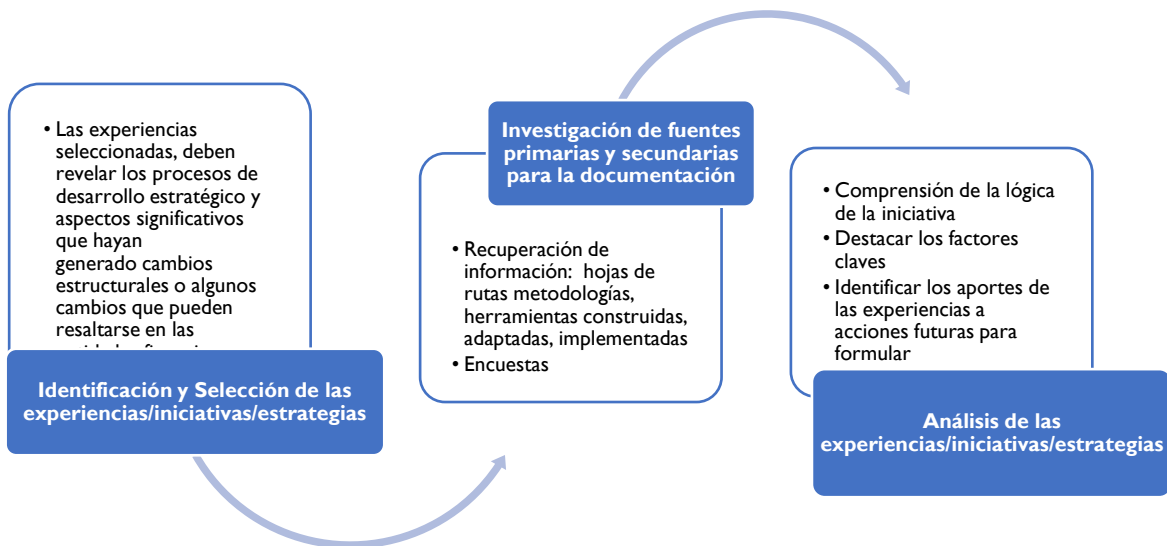 • Las experiencias
seleccionadas, deben
revelar los procesos de
desarrollo estratégico y
aspectos significativos
que hayan
generado cambios
estructurales o algunos
cambios que pueden
resaltarse en las
Identificación y Selección de las
experiencias/iniciativas/estrategias
Investigación de fuentes
primarias y secundarias
para la documentación
• Recuperación de
información: hojas de
rutas metodologías,
herramientas construidas,
adaptadas, implementadas
• Encuestas
• Comprensión de la lógica
de la iniciativa
• Destacar los factores
claves
• Identificar los aportes de
las experiencias a
acciones futuras para
formular
Análisis de las
experiencias/iniciativas/estrategias